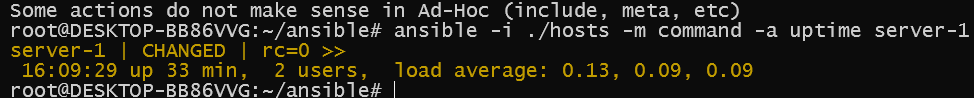 Some actions do not make sense in Ad-Hoc (include, meta, etc)
root@DESKTOP-BB86VVG:~/ansible# ansible -i ./hosts -m command -a uptime server-1
server-1 | CHANGED | rc=0 >>
 16:09:29 up 33 min,  2 users,  load average: 0.13, 0.09, 0.09
root@DESKTOP-BB86VVG:~/ansible#